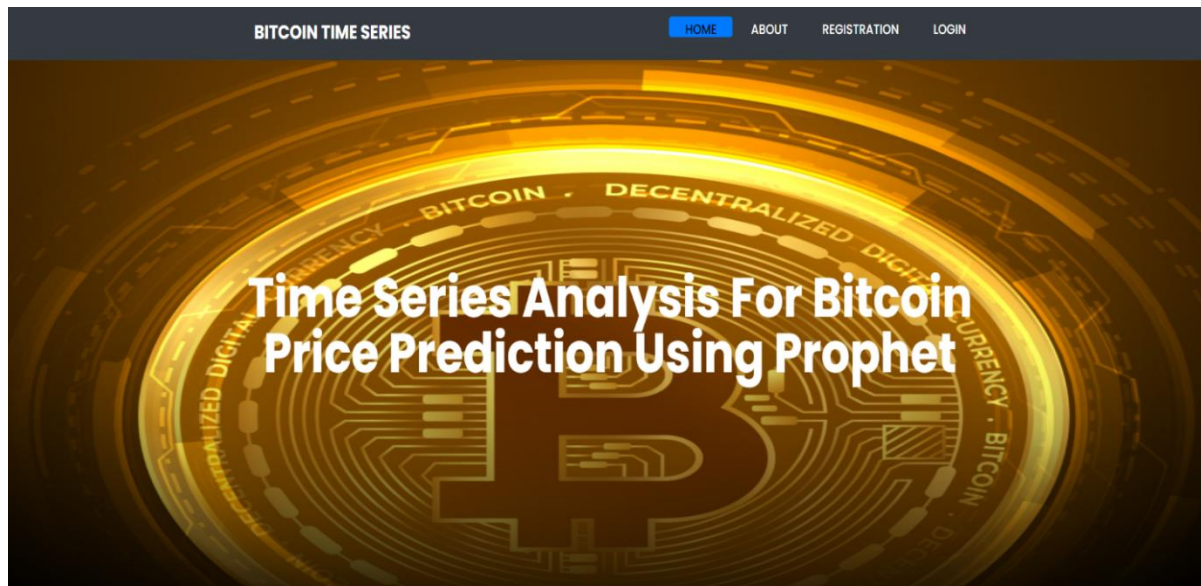 BITCOIN TIME SERIES
HOME ABOUT REGISTRATION LOGIN
BITCOIN . DECENTRALIZED DIGITAL CURRENCY . BITCOIN .
DECENTRALIZED DIGITAL CURRENCY .
Time Series Analysis For Bitcoin
Price Prediction Using Prophet